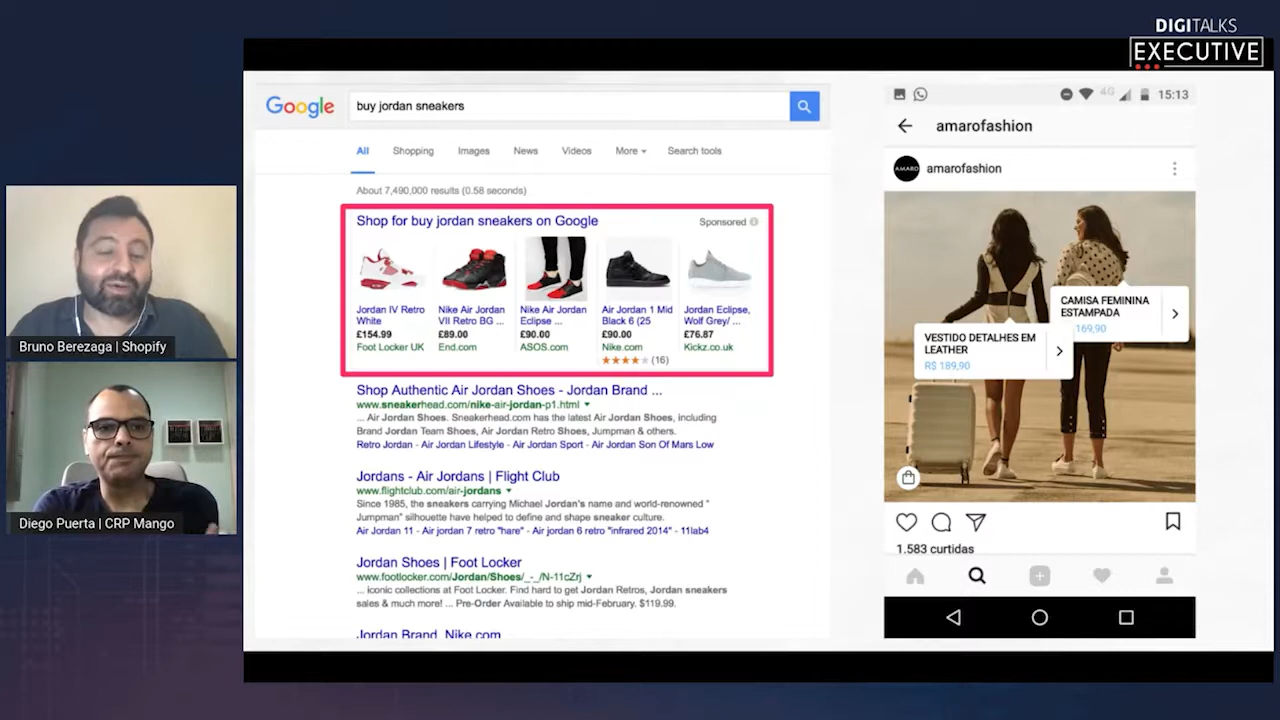 DIGITALKS
EXECUTIVE
Bruno Berezaga | Shopify
Diego Puerta | CRP Mango
Google
buy jordan sneakers
All Shopping Images News Videos More Search tools
About 7,490,000 results (0.58 seconds)
Shop for buy jordan sneakers on Google Sponsored
Jordan IV Retro
White
£154.99
Foot Locker UK
Nike Air Jordan
VII Retro BG ...
£89.00
End.com
Nike Air Jordan
Eclipse ...
£90.00
ASOS.com
Air Jordan 1 Mid
Black 6 (25
£90.00
Nike.com
(16)
Jordan Eclipse,
Wolf Grey/ ...
£76.87
Kickz.co.uk
Shop Authentic Air Jordan Shoes - Jordan Brand ...
www.sneakerhead.com/nike-air-jordan-p1.html
... Air Jordan Shoes. Sneakerhead.com has the latest Air Jordan Shoes, including
Brand Jordan Team Shoes, Air Jordan Retro Shoes, Jumpman & others.
Retro Jordan - Air Jordan Lifestyle - Air Jordan Sport - Air Jordan Son Of Mars Low
Jordans - Air Jordans | Flight Club
www.flightclub.com/air-jordans
Since 1985, the sneakers carrying Michael Jordan's name and world-renowned "
Jumpman" silhouette have helped to define and shape sneaker culture.
Air Jordan 11 - Air jordan 7 retro "hare" - Air jordan 6 retro "infrared 2014" - 11lab4
Jordan Shoes | Foot Locker
www.footlocker.com/Jordan/Shoes/_-_/N-11cZrj
... iconic collections at Foot Locker. Find hard to get Jordan Retros, Jordan sneakers
sales & much more! ... Pre-Order Available to ship mid-February. $119.99.
Jordan Brand. Nike.com
4G 15:13
amarofashion
AMARO
amarofashion
CAMISA FEMININA
ESTAMPADA
169,90
VESTIDO DETALHES EM
LEATHER
R$ 189,90
1.583 curtidas